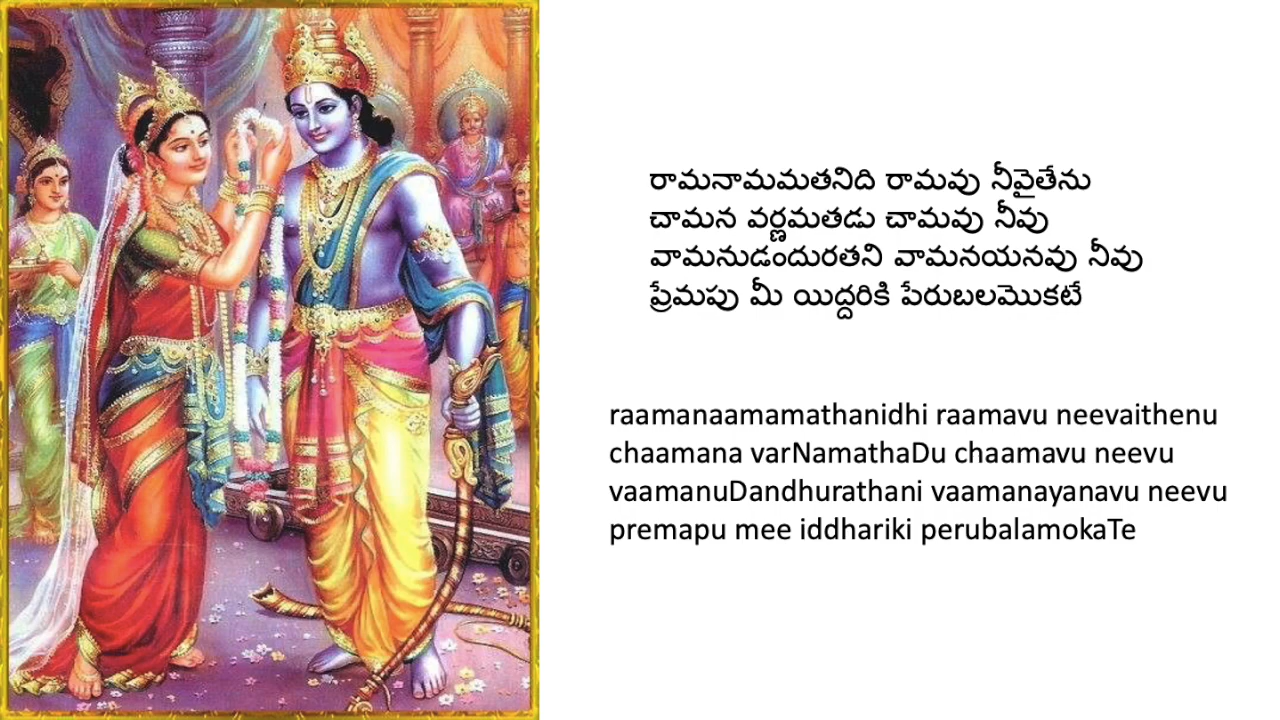 రామనామమతనిది రామవు నీవైతేను
చామన వర్ణమతడు చామవు నీవు
వామనుడందురతని వామనయనవు నీవు
ప్రేమపు మీ యిద్దరికి పేరుబలమొకటే
raamanaamamathanidhi raamavu neevaithenu
chaamana varNamathaDu chaamavu neevu
vaamanuDandhurathani vaamanayanavu neevu
premapu mee iddhariki perubalamokaTe